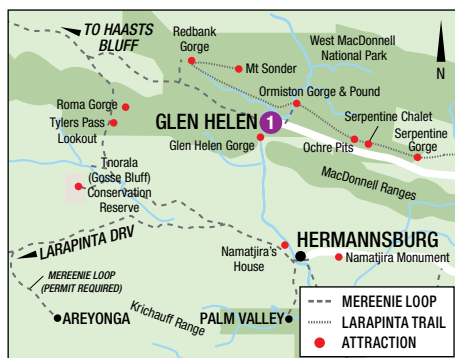 TO HAASTS
BLUFF
Redbank
Gorge
West MacDonnell
National Park
N
Mt Sonder
Ormiston Gorge & Pound
Roma Gorge
Tylers Pass
Lookout
GLEN HELEN 1
Serpentine Chalet
Serpentine
Gorge
Glen Helen Gorge
Ochre Pits
Tnorala
(Gosse Bluff)
Conservation
Reserve
MacDonnell Ranges
LARAPINTA DRV
Namatjira's
House
HERMANNSBURG
Namatjira Monument
MEREENIE LOOP
(PERMIT REQUIRED)
Krichauff Range
AREYONGA
PALM VALLEY
MEREENIE LOOP
LARAPINTA TRAIL
ATTRACTION